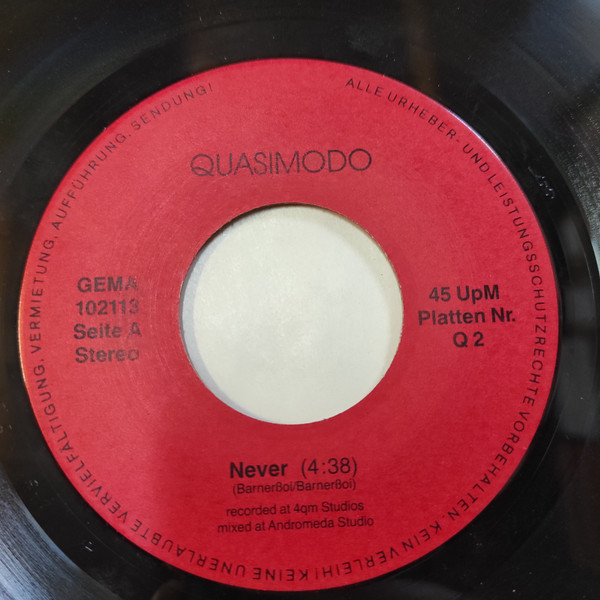 ALLE URHEBER- UND LEISTUNGSSCHUTZRECHTE VORBEHALTEN. KEIN VERLEIH! KEINE UNERLAUBTE VERVIELFÄLTIGUNG, VERMIETUNG, AUFFÜHRUNG, SENDUNG!
QUASIMODO
GEMA
102113
Seite A
Stereo
45 UpM
Platten Nr.
Q 2
Never (4:38)
(Barnerßoi/Barnerßoi)
recorded at 4qm Studios
mixed at Andromeda Studio